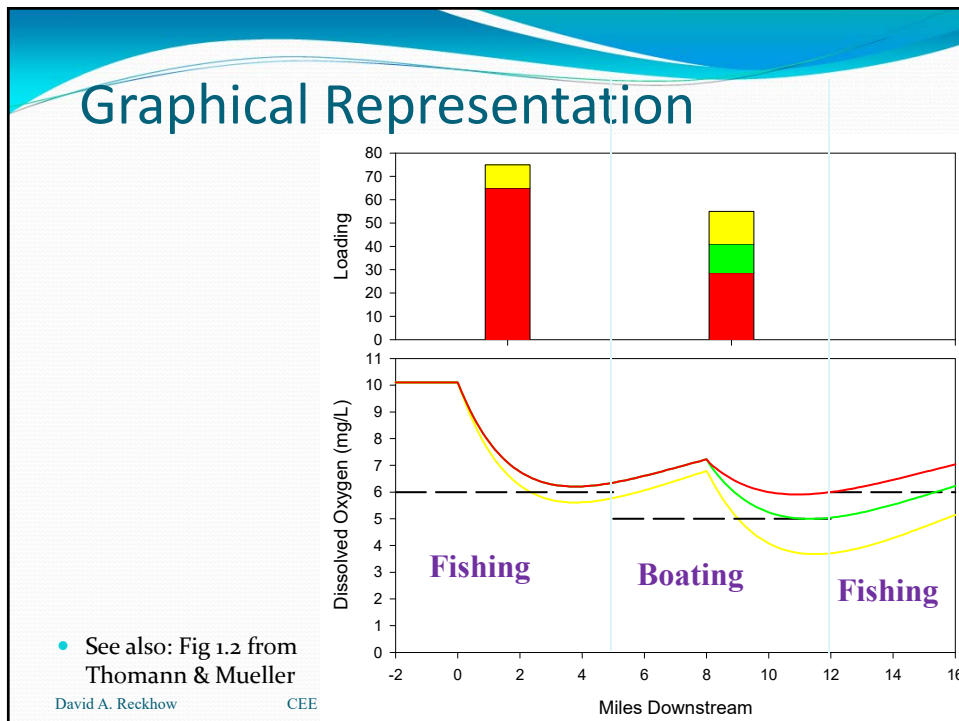 Graphical Representation
80
70
60
50
40
30
20
10
0
Loading
11
10
9
8
7
6
5
4
3
2
1
0
Dissolved Oxygen (mg/L)
Fishing
Boating
Fishing
-2 0 2 4 6 8 10 12 14 16
Miles Downstream
See also: Fig 1.2 from
Thomann & Mueller
David A. Reckhow CEE